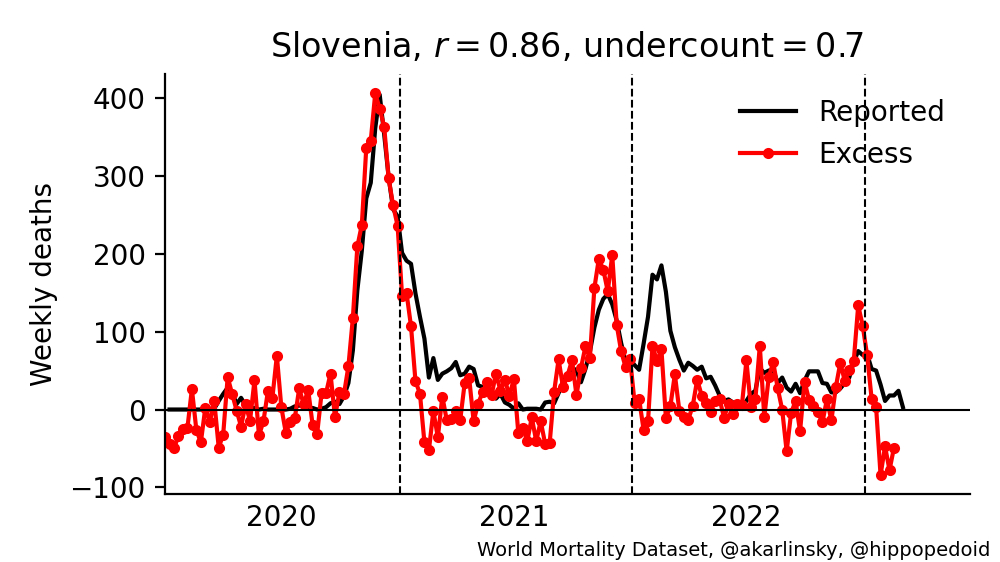 Slovenia, r = 0.86, undercount = 0.7
Reported
Excess
Weekly deaths
400
300
200
100
0
−100
2020 2021 2022
World Mortality Dataset, @akarlinsky, @hippopedoid